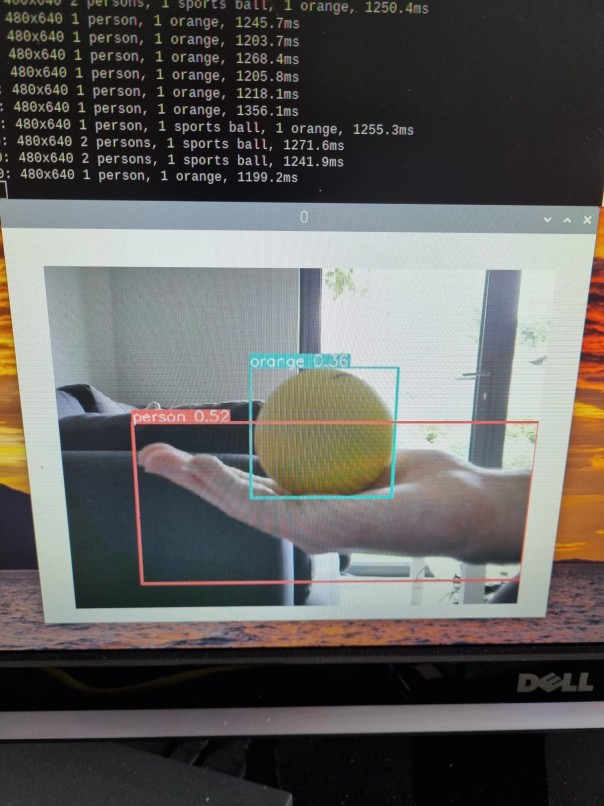 480x640 2 persons, 1 sports ball, 1 orange, 1250.4ms
480x640 1 person, 1 orange, 1245.7ms
480x640 1 person, 1 orange, 1203.7ms
480x640 1 person, 1 orange, 1268.4ms
480x640 1 person, 1 orange, 1205.8ms
: 480x640 1 person, 1 orange, 1218.1ms
: 480x640 1 person, 1 orange, 1356.1ms
: 480x640 1 person, 1 sports ball, 1 orange, 1255.3ms
: 480x640 2 persons, 1 orange, 1271.6ms
0: 480x640 2 persons, 1 sports ball, 1241.9ms
0: 480x640 1 person, 1 orange, 1199.2ms
0
orange 0.36
person 0.52
DELL